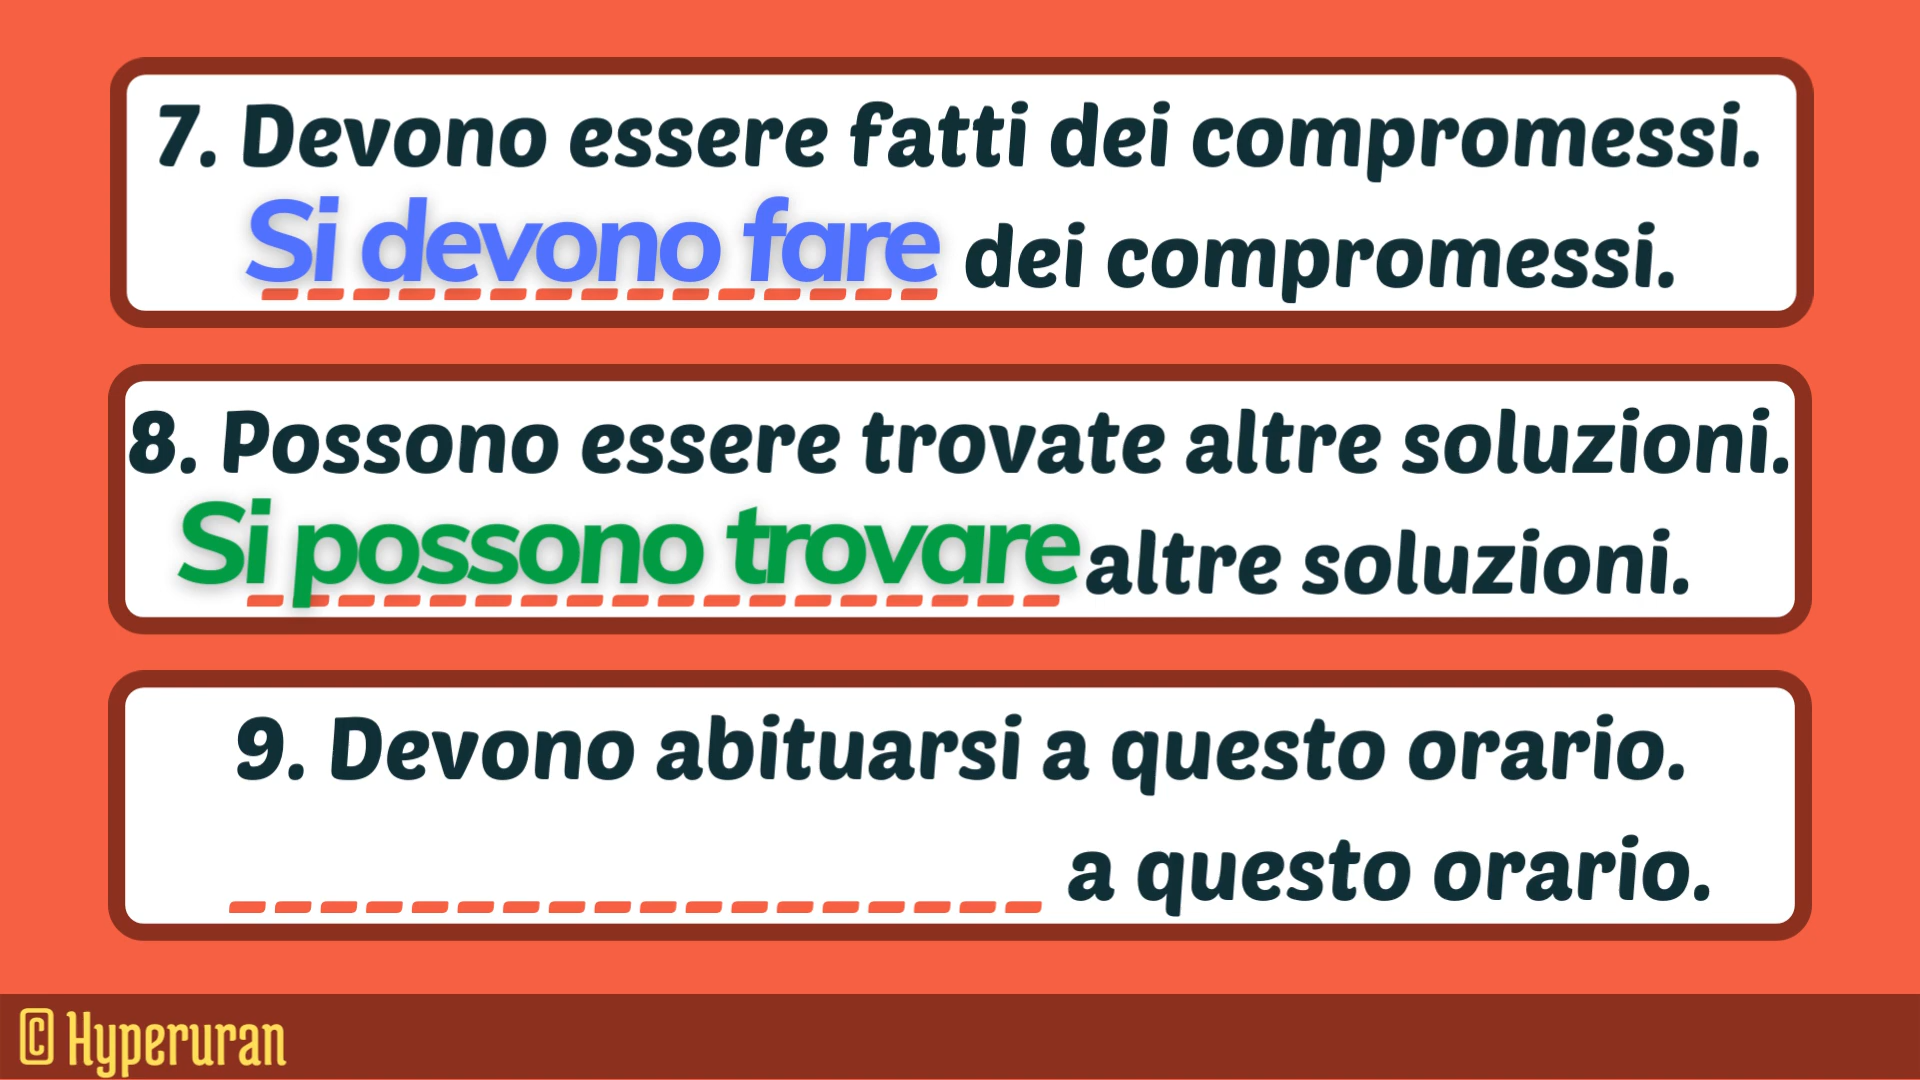 7. Devono essere fatti dei compromessi.
Si devono fare dei compromessi.
8. Possono essere trovate altre soluzioni.
Si possono trovare altre soluzioni.
9. Devono abituarsi a questo orario.
a questo orario.
© Hyperuran